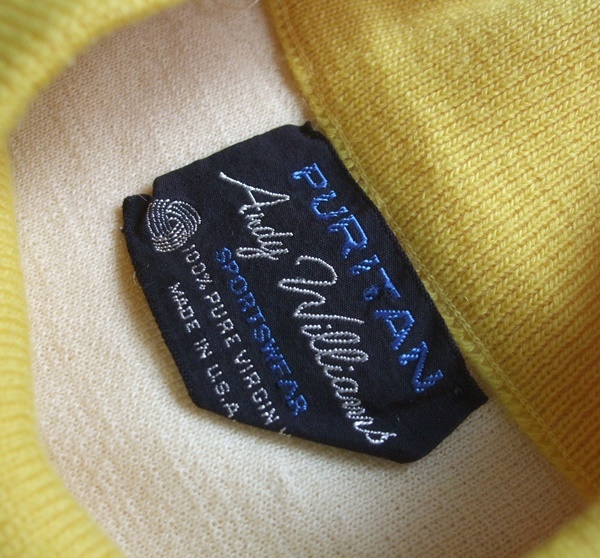 PURITAN
Andy Williams
SPORTSWEAR
100% PURE VIRGIN
MADE IN U.S.A.